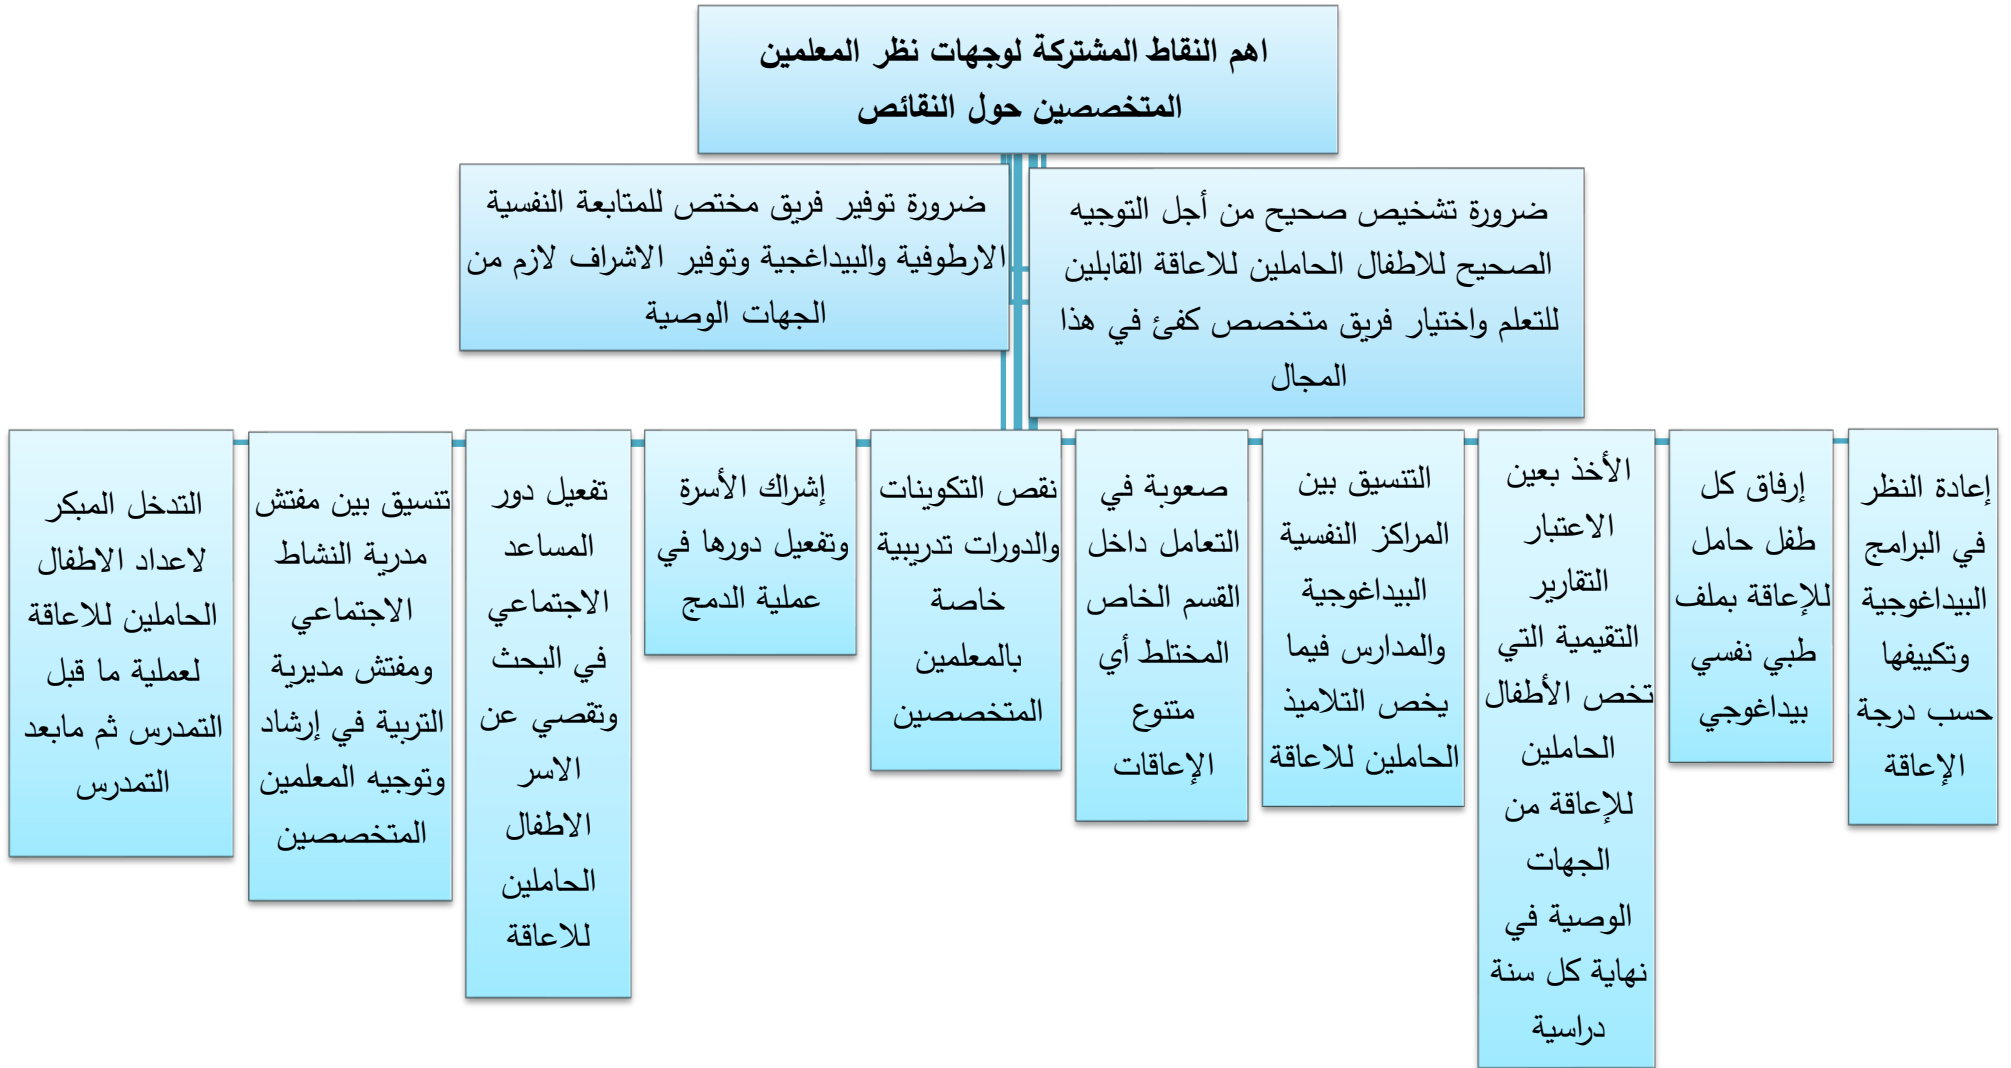 اهم النقاط المشتركة لوجهات نظر المعلمين
المتخصصين حول النقائص
ضرورة تشخيص صحيح من أجل التوجيه
الصحيح للاطفال الحاملين للاعاقة القابلين
للتعلم واختيار فريق متخصص كفئ في هذا
المجال
ضرورة توفير فريق مختص للمتابعة النفسية
الارطوفية والبيداغجية وتوفير الاشراف لازم من
الجهات الوصية
إعادة النظر
في البرامج
البيداغوجية
وتكييفها
حسب درجة
الإعاقة
إرفاق كل
طفل حامل
للإعاقة بملف
طبي نفسي
بيداغوجي
الأخذ بعين
الاعتبار
التقارير
التقيمية التي
تخص الأطفال
الحاملين
للإعاقة من
الجهات
الوصية في
نهاية كل سنة
دراسية
التنسيق بين
المراكز النفسية
البيداغوجية
والمدارس فيما
يخص التلاميذ
الحاملين للاعاقة
صعوبة في
التعامل داخل
القسم الخاص
المختلط أي
متنوع
الإعاقات
نقص التكوينات
والدورات تدريبية
خاصة
بالمعلمين
المتخصصين
إشراك الأسرة
وتفعيل دورها في
عملية الدمج
تفعيل دور
المساعد
الاجتماعي
في البحث
وتقصي عن
الاسر
الاطفال
الحاملين
للاعاقة
تنسيق بين مفتش
مدرية النشاط
الاجتماعي
ومفتش مديرية
التربية في إرشاد
وتوجيه المعلمين
المتخصصين
التدخل المبكر
لاعداد الاطفال
الحاملين للاعاقة
لعملية ما قبل
التمدرس ثم مابعد
التمدرس